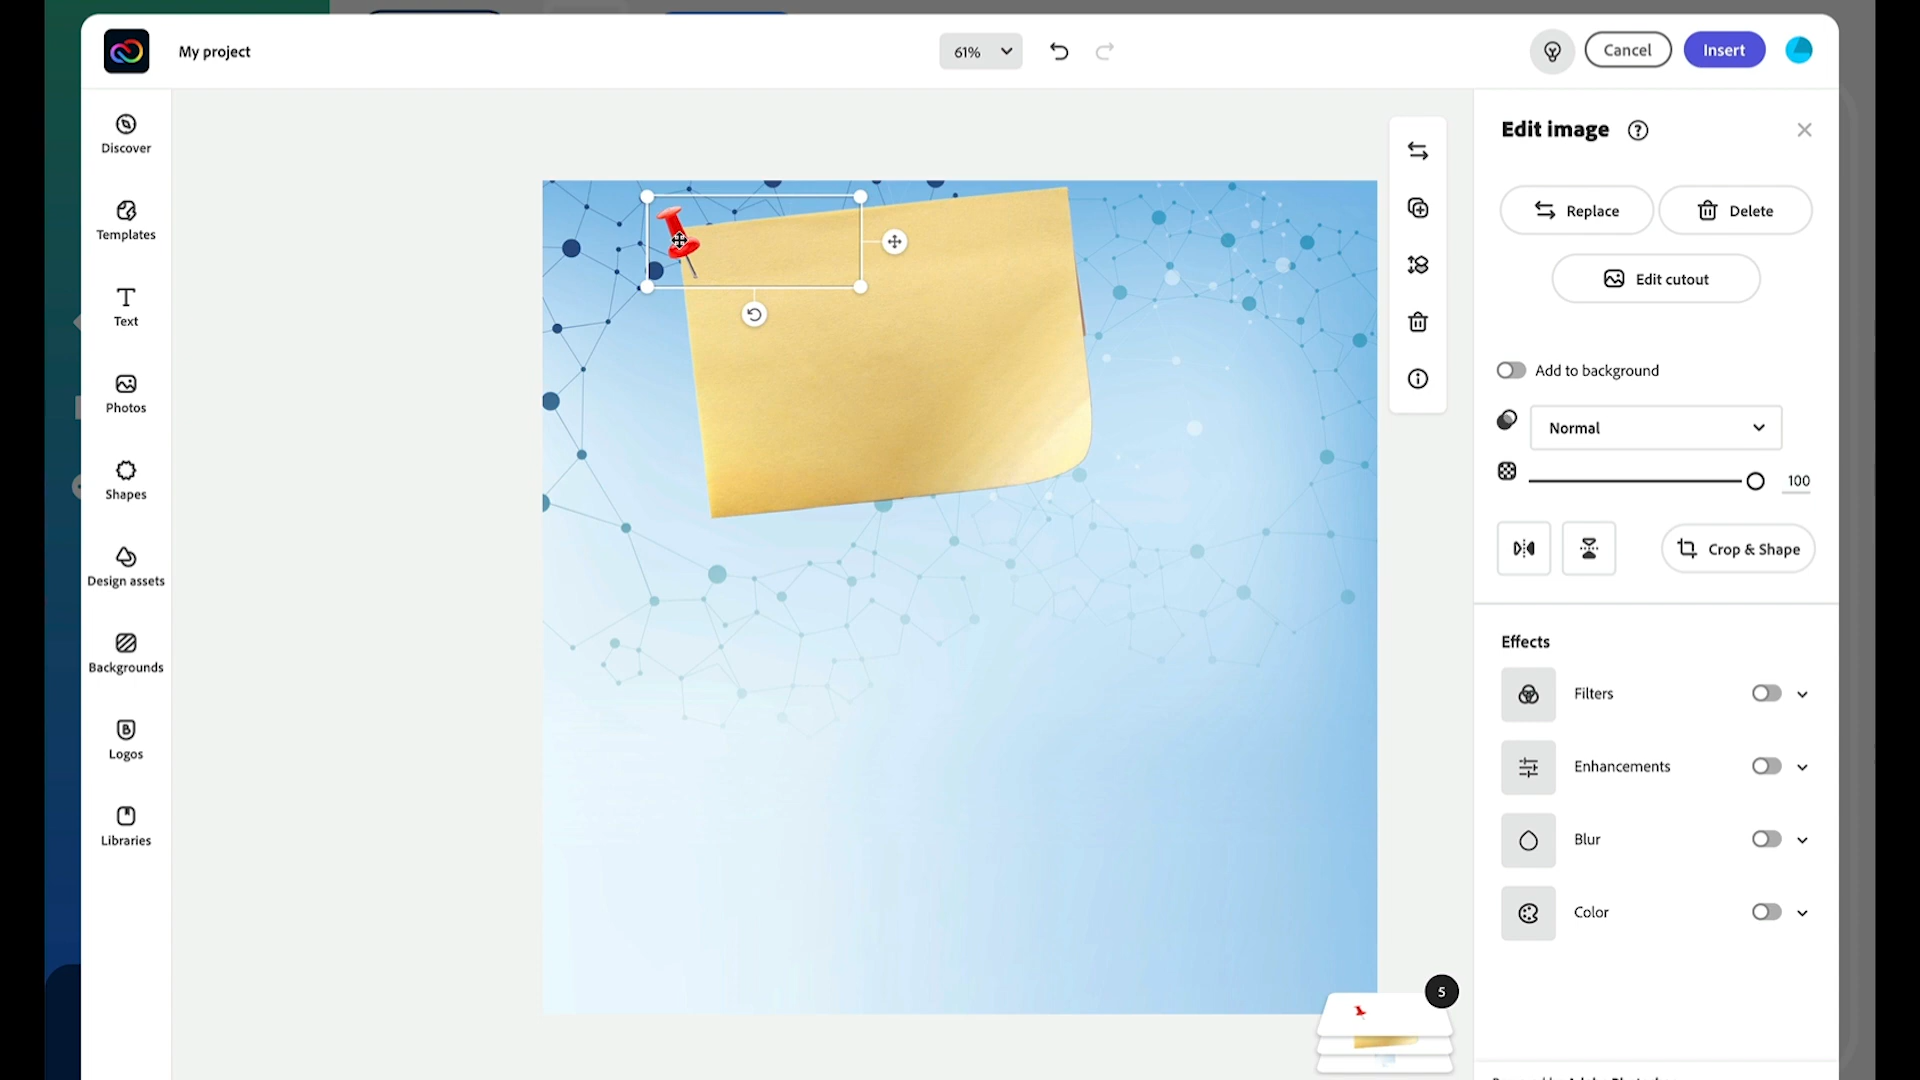 My project
61%
Cancel
Insert
Discover
Templates
Text
Photos
Shapes
Design assets
Backgrounds
Logos
Libraries
Edit image
Replace
Delete
Edit cutout
Add to background
Normal
100
Crop & Shape
Effects
Filters
Enhancements
Blur
Color
5